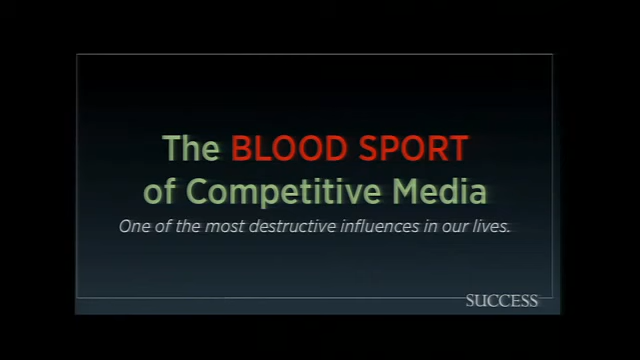 The BLOOD SPORT
of Competitive Media
One of the most destructive influences in our lives.
SUCCESS